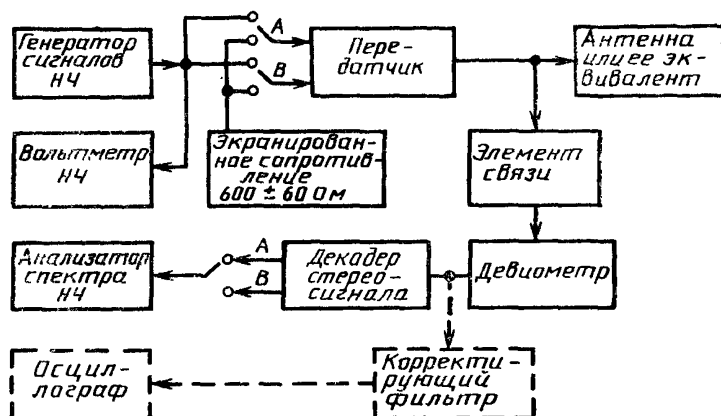 Генератор
сигналов
НЧ
А
В
Пере-
датчик
Антенна
или ее эк-
вивалент
Вольтметр
НЧ
Экранирован-
ное сопротив-
ление
600 ± 60 Ом
Элемент
связи
Анализатор
спектра
НЧ
А
В
Декадер
стерео-
сигнала
Девиометр
Осцил-
лограф
Корректи-
рующий
фильтр